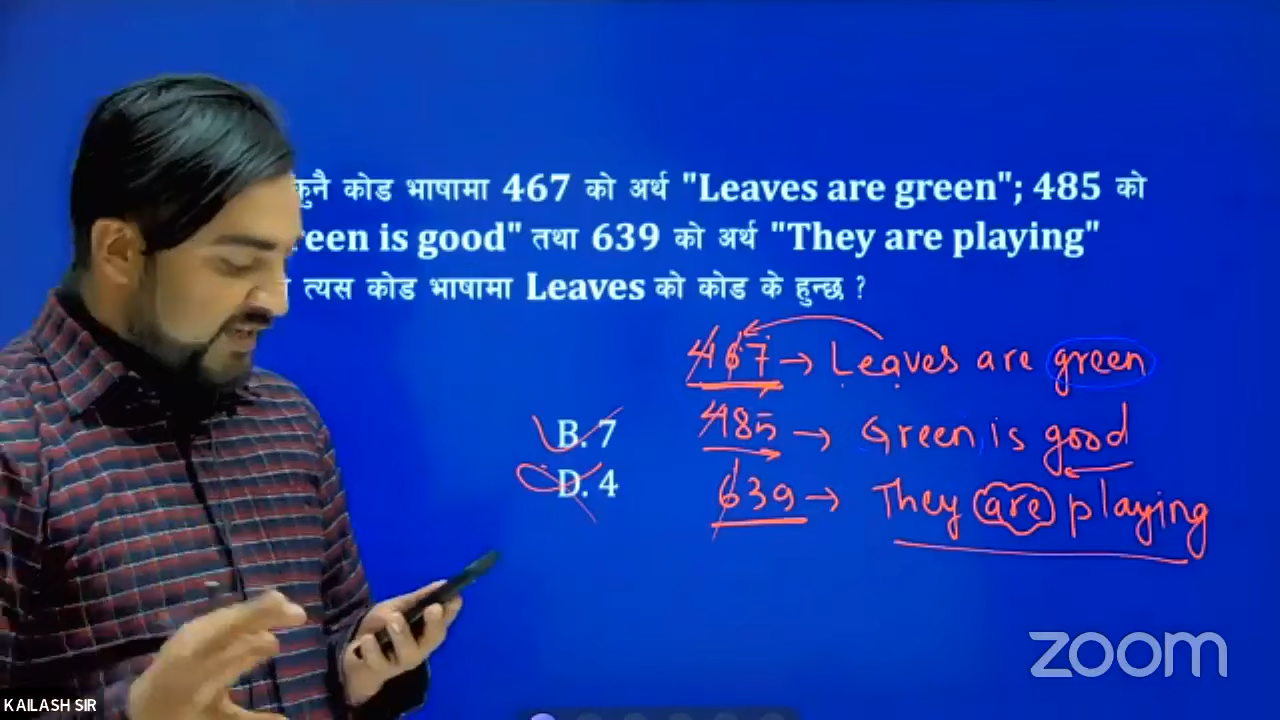 कुनै कोड भाषामा 467 को अर्थ "Leaves are green"; 485 को
reen is good" तथा 639 को अर्थ "They are playing"
त्यस कोड भाषामा Leaves को कोड के हुन्छ ?
467 → Leaves are green
B. 7
485 → Green is good
D. 4
639 → They are playing
zoom
KAILASH SIR